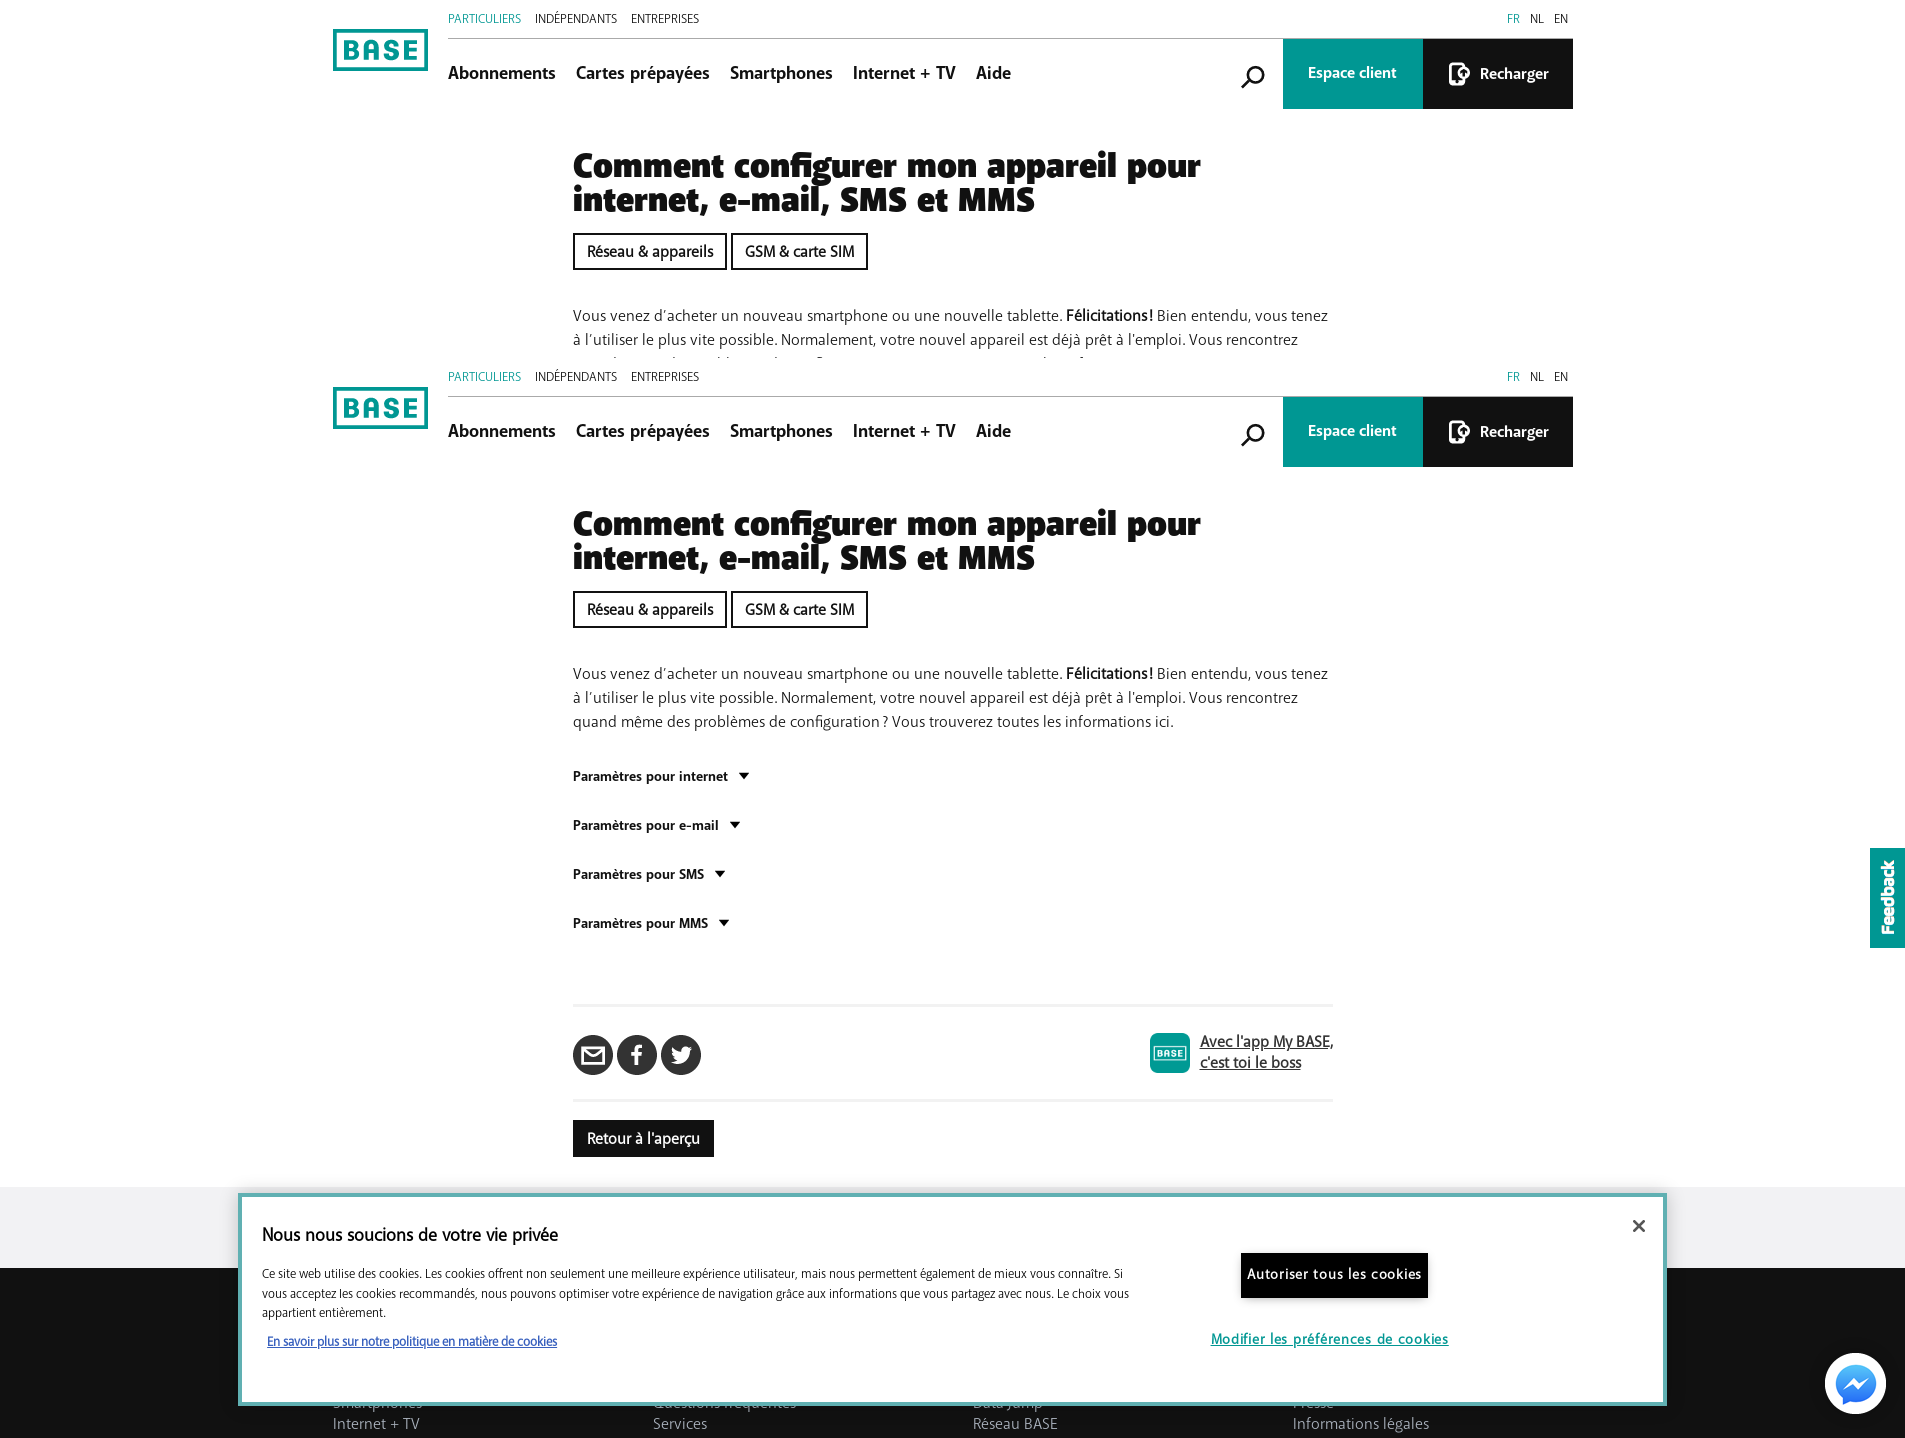 PARTICULIERS INDÉPENDANTS ENTREPRISES FR NL EN
BASE
Abonnements Cartes prépayées Smartphones Internet + TV Aide Espace client Recharger
Comment configurer mon appareil pour
internet, e-mail, SMS et MMS
Réseau & appareils GSM & carte SIM
Vous venez d'acheter un nouveau smartphone ou une nouvelle tablette. Félicitations! Bien entendu, vous tenez
à l'utiliser le plus vite possible. Normalement, votre nouvel appareil est déjà prêt à l'emploi. Vous rencontrez
PARTICULIERS INDÉPENDANTS ENTREPRISES FR NL EN
BASE
Abonnements Cartes prépayées Smartphones Internet + TV Aide Espace client Recharger
Comment configurer mon appareil pour
internet, e-mail, SMS et MMS
Réseau & appareils GSM & carte SIM
Vous venez d'acheter un nouveau smartphone ou une nouvelle tablette. Félicitations! Bien entendu, vous tenez
à l'utiliser le plus vite possible. Normalement, votre nouvel appareil est déjà prêt à l'emploi. Vous rencontrez
quand même des problèmes de configuration ? Vous trouverez toutes les informations ici.
Paramètres pour internet
Paramètres pour e-mail
Paramètres pour SMS
Paramètres pour MMS
Feedback
BASE
Avec l'app My BASE,
c'est toi le boss
Retour à l'aperçu
Nous nous soucions de votre vie privée
Ce site web utilise des cookies. Les cookies offrent non seulement une meilleure expérience utilisateur, mais nous permettent également de mieux vous connaître. Si
vous acceptez les cookies recommandés, nous pouvons optimiser votre expérience de navigation grâce aux informations que vous partagez avec nous. Le choix vous
appartient entièrement.
En savoir plus sur notre politique en matière de cookies
Autoriser tous les cookies
Modifier les préférences de cookies
Smartphones Questions fréquentes Data Jump Presse
Internet + TV Services Réseau BASE Informations légales